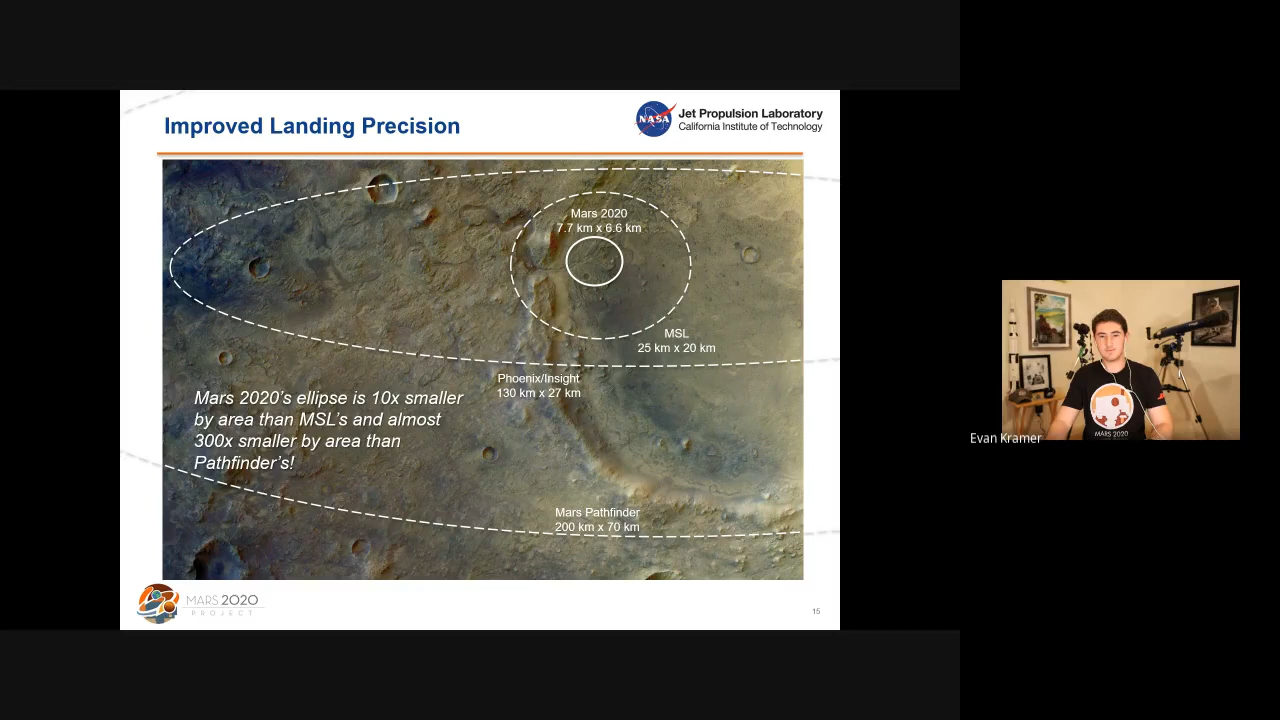 Improved Landing Precision
NASA
Jet Propulsion Laboratory
California Institute of Technology
Mars 2020
7.7 km x 6.6 km
MSL
25 km x 20 km
Phoenix/Insight
130 km x 27 km
Mars 2020's ellipse is 10x smaller
by area than MSL's and almost
300x smaller by area than
Pathfinder's!
Mars Pathfinder
200 km x 70 km
MARS 2020
PROJECT
15
MARS 2020
Evan Kramer